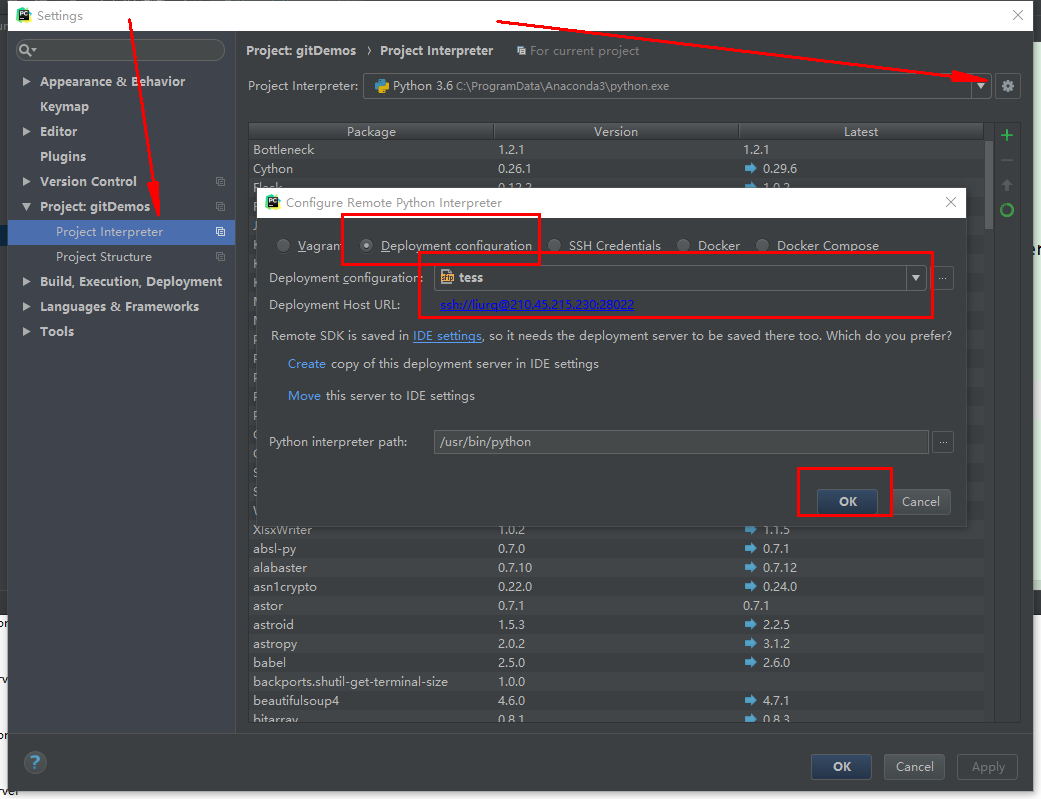 Settings
Project: gitDemos › Project Interpreter For current project
Appearance & Behavior
Keymap
Editor
Plugins
Version Control
Project: gitDemos
Project Interpreter
Project Structure
Build, Execution, Deployment
Languages & Frameworks
Tools
Project Interpreter: Python 3.6 C:\ProgramData\Anaconda3\python.exe
Package Version Latest
Bottleneck 1.2.1 1.2.1
Cython 0.26.1 0.29.6
Configure Remote Python Interpreter
Vagrant Deployment configuration SSH Credentials Docker Docker Compose
Deployment configuration: tess ...
Deployment Host URL: ssh://liurq@210.45.215.230:28022
Remote SDK is saved in IDE settings, so it needs the deployment server to be saved there too. Which do you prefer?
Create copy of this deployment server in IDE settings
Move this server to IDE settings
Python interpreter path: /usr/bin/python ...
OK Cancel
XlsxWriter 1.0.2 1.1.5
absl-py 0.7.0 0.7.1
alabaster 0.7.10 0.7.12
asn1crypto 0.22.0 0.24.0
astor 0.7.1 0.7.1
astroid 1.5.3 2.2.5
astropy 2.0.2 3.1.2
babel 2.5.0 2.6.0
backports.shutil-get-terminal-size 1.0.0
beautifulsoup4 4.6.0 4.7.1
bitarray 0.8.1 0.8.3
? OK Cancel Apply